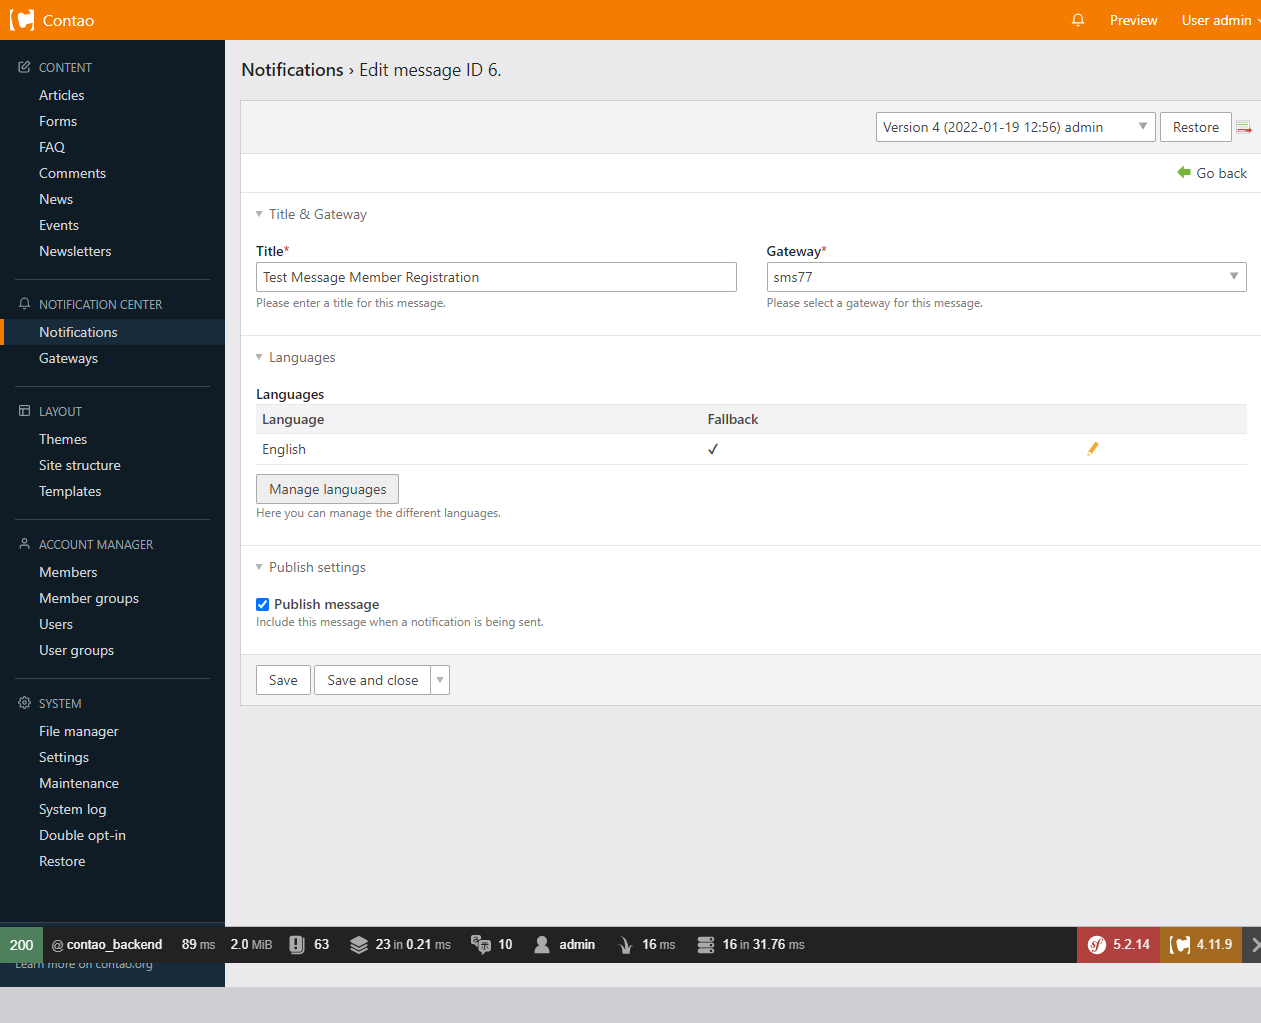 Contao
Preview
User admin
CONTENT
Articles
Forms
FAQ
Comments
News
Events
Newsletters
NOTIFICATION CENTER
Notifications
Gateways
LAYOUT
Themes
Site structure
Templates
ACCOUNT MANAGER
Members
Member groups
Users
User groups
SYSTEM
File manager
Settings
Maintenance
System log
Double opt-in
Restore
Learn more on contao.org
Notifications › Edit message ID 6.
Version 4 (2022-01-19 12:56) admin
Restore
Go back
Title & Gateway
Title*
Test Message Member Registration
Please enter a title for this message.
Gateway*
sms77
Please select a gateway for this message.
Languages
Languages
Language Fallback
English ✓
Manage languages
Here you can manage the different languages.
Publish settings
Publish message
Include this message when a notification is being sent.
Save
Save and close
200 @ contao_backend 89 ms 2.0 MiB 63 23 in 0.21 ms 10 admin 16 ms 16 in 31.76 ms sf 5.2.14 4.11.9